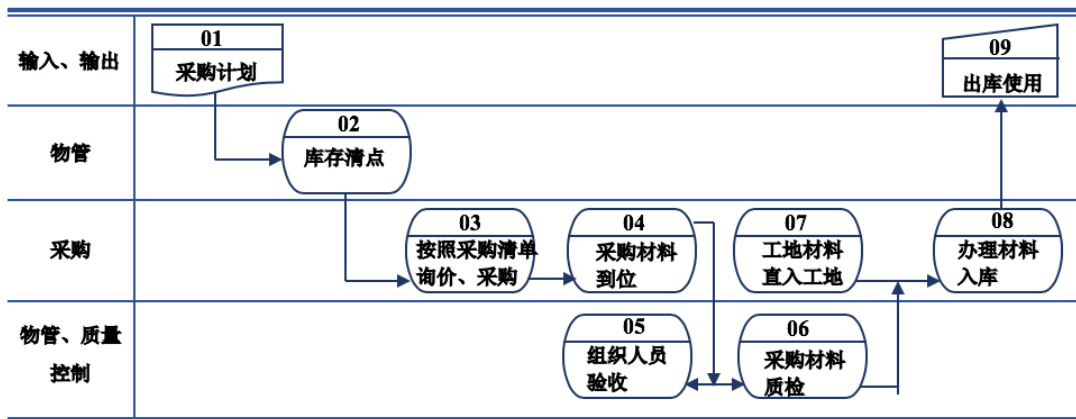 输入、输出
01
采购计划
09
出库使用
物管
02
库存清点
采购
03
按照采购清单
询价、采购
04
采购材料
到位
07
工地材料
直入工地
08
办理材料
入库
物管、质量
控制
05
组织人员
验收
06
采购材料
质检